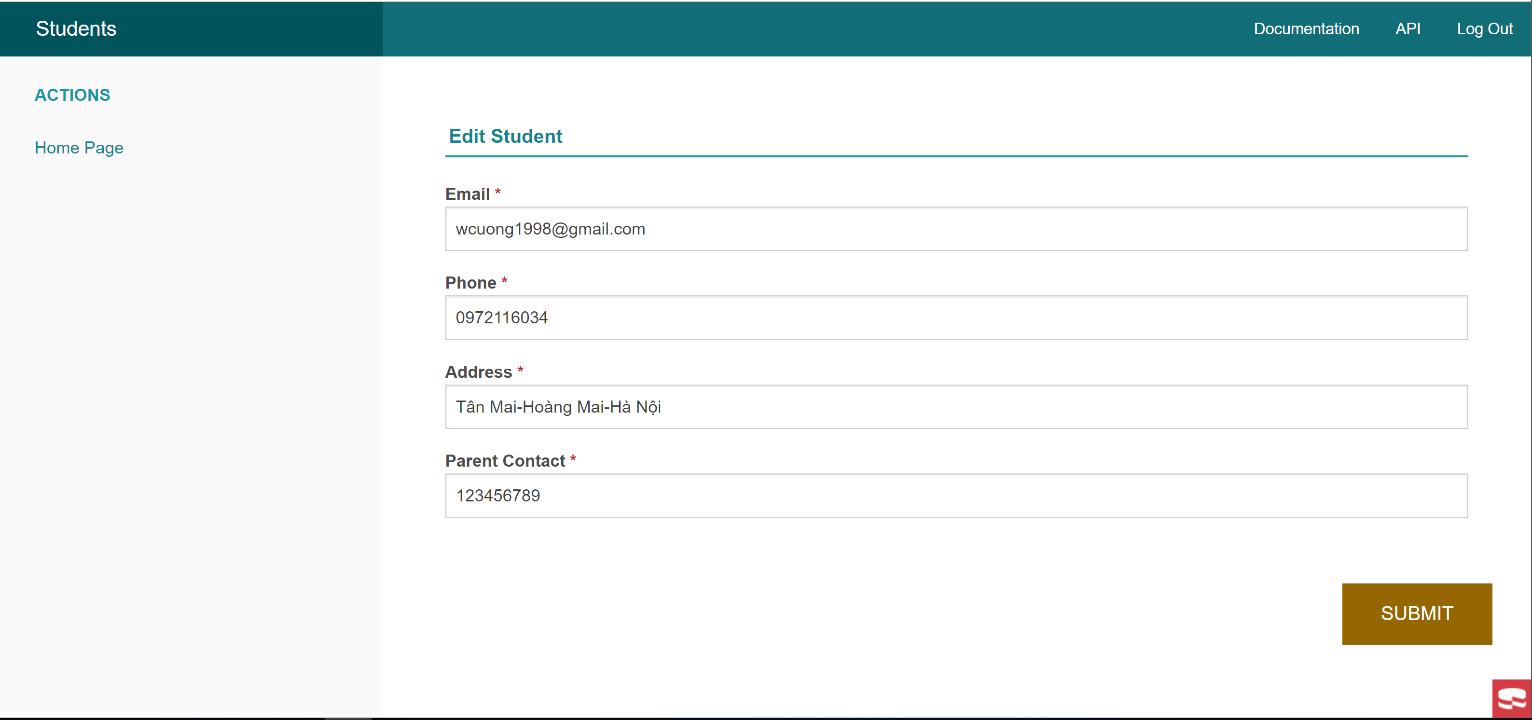 Students
Documentation API Log Out
ACTIONS
Home Page
Edit Student
Email *
wcuong1998@gmail.com
Phone *
0972116034
Address *
Tân Mai-Hoàng Mai-Hà Nội
Parent Contact *
123456789
SUBMIT